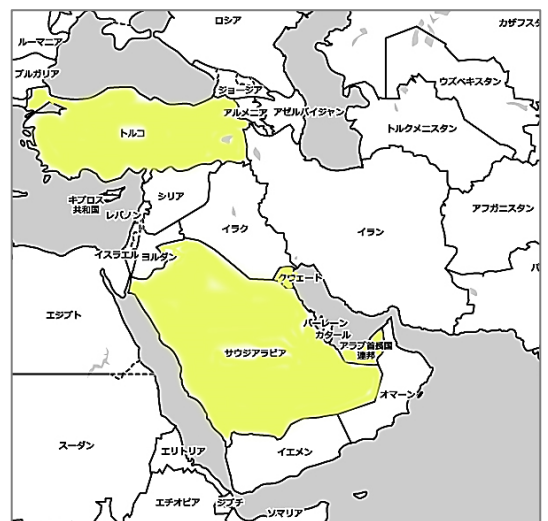 ロシア
カザフスタ
ルーマニア
ブルガリア
ジョージア
ウズベキスタン
アルメニア
アゼルバイジャン
トルクメニスタン
トルコ
シリア
キプロス
共和国
レバノン
アフガニスタン
イラク
イラン
イスラエル
ヨルダン
クウェート
エジプト
バーレーン
カタール
アラブ首長国
連邦
サウジアラビア
オマーン
スーダン
エリトリア
イエメン
エチオピア
ジブチ
ソマリア